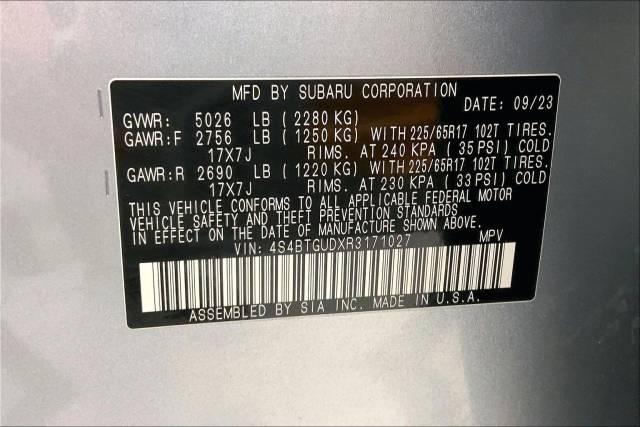 MFD BY SUBARU CORPORATION DATE: 09/23
GVWR: 5026 LB (2280 KG)
GAWR:F 2756 LB (1250 KG) WITH 225/65R17 102T TIRES.
17X7J RIMS. AT 240 KPA (35 PSI) COLD
GAWR:R 2690 LB (1220 KG) WITH 225/65R17 102T TIRES.
17X7J RIMS. AT 230 KPA (33 PSI) COLD
THIS VEHICLE CONFORMS TO ALL APPLICABLE FEDERAL MOTOR
VEHICLE SAFETY AND THEFT PREVENTION STANDARDS
IN EFFECT ON THE DATE OF MANUFACTURE SHOWN ABOVE.
VIN: 4S4BTGUDXR3171027 MPV
ASSEMBLED BY SIA INC. MADE IN U.S.A.